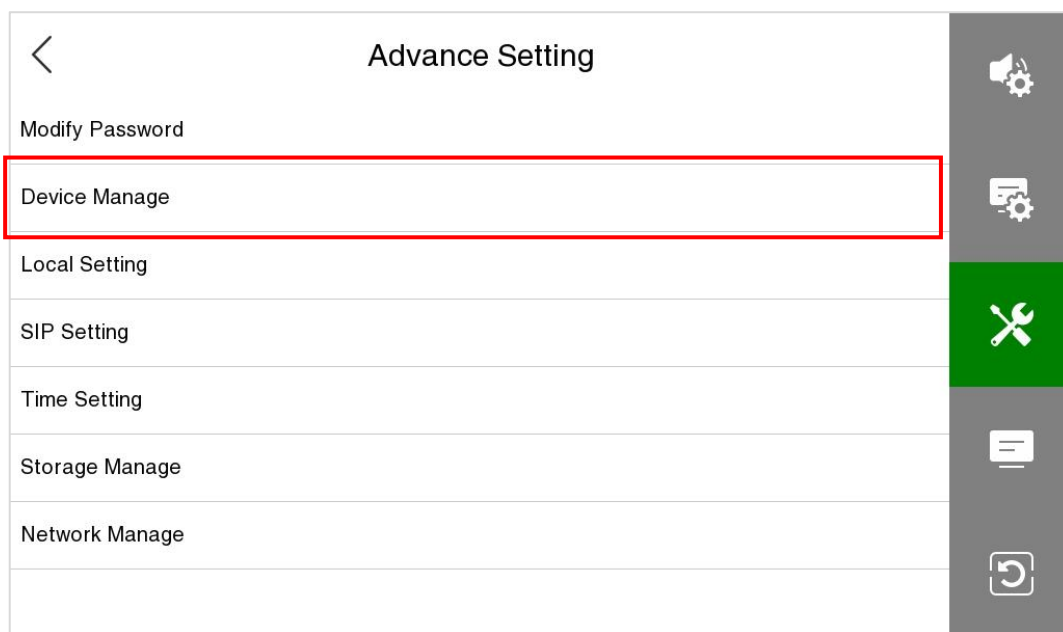 Advance Setting
Modify Password
Device Manage
Local Setting
SIP Setting
Time Setting
Storage Manage
Network Manage